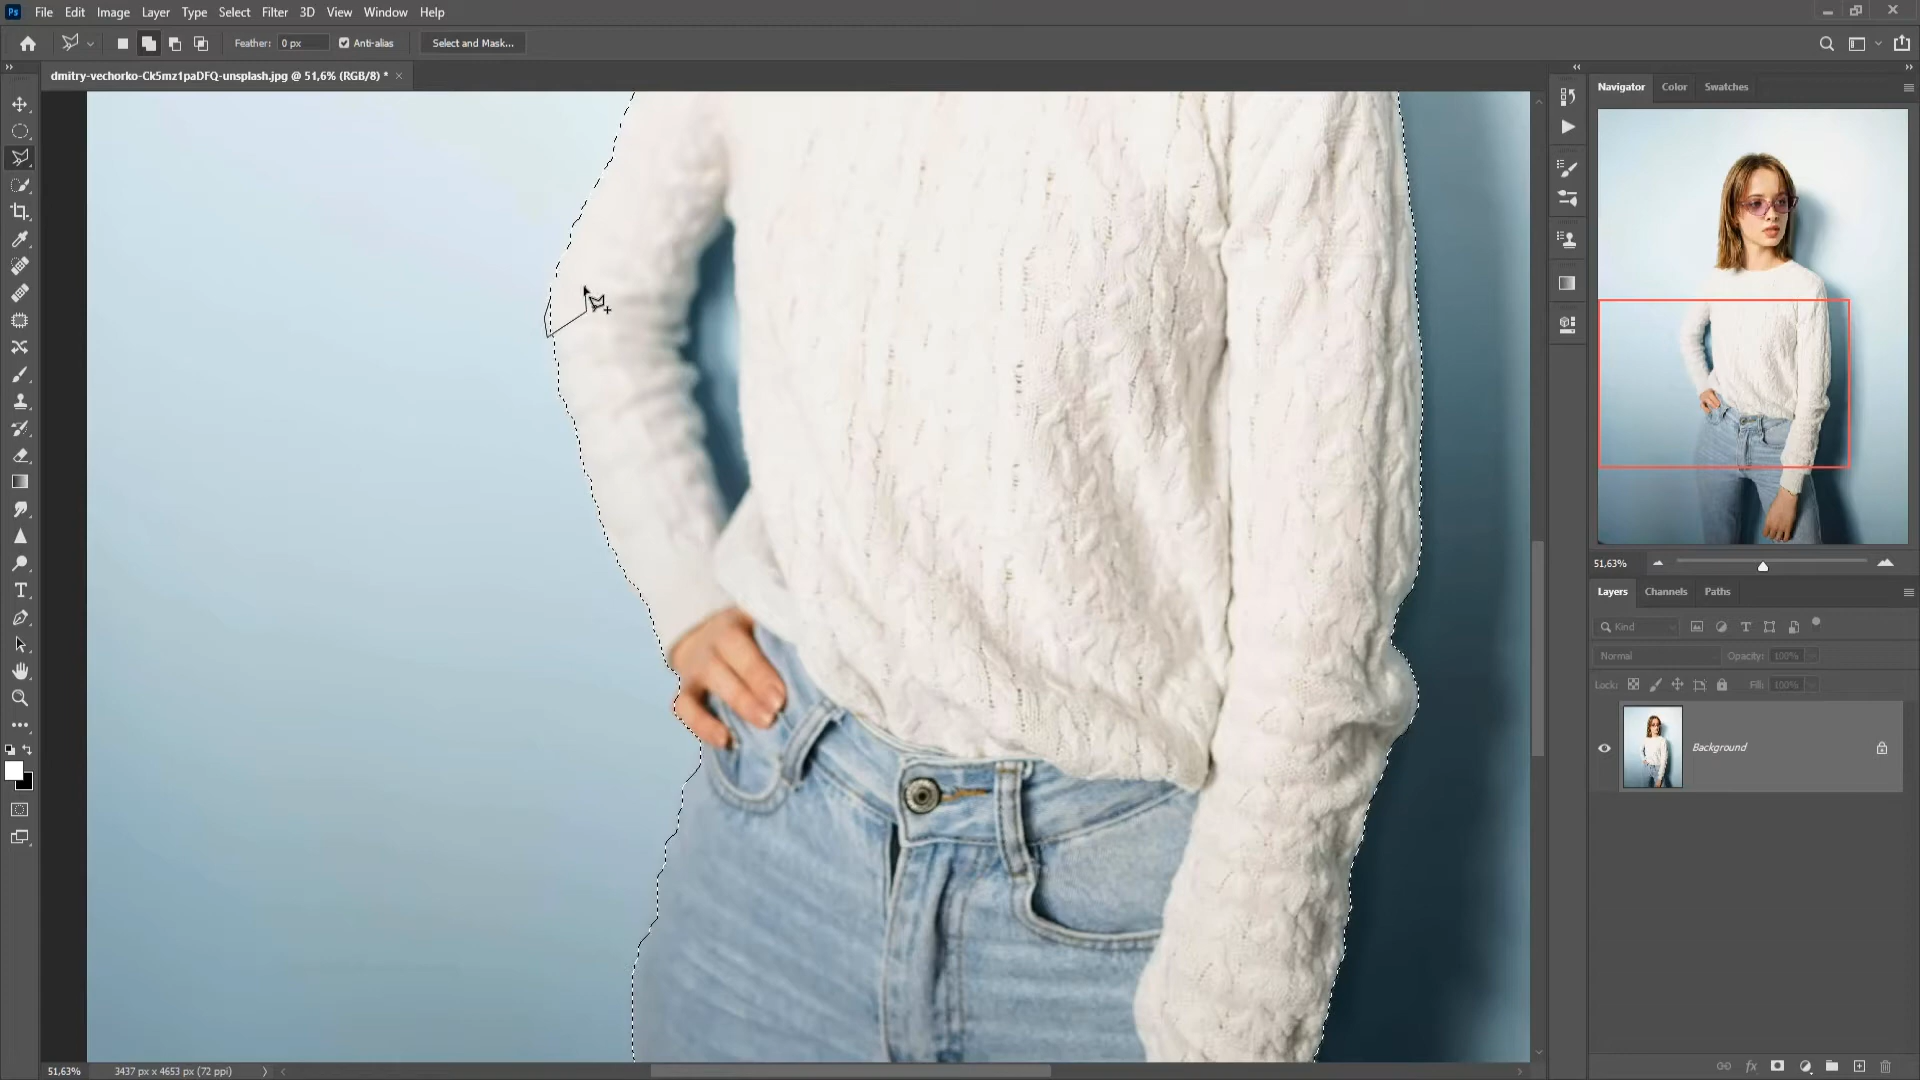 Ps File Edit Image Layer Type Select Filter 3D View Window Help
Feather: 0 px Anti-alias Select and Mask...
dmitry-vechorko-Ck5mz1paDFQ-unsplash.jpg @ 51,6% (RGB/8) *
Navigator Color Swatches
51,63%
Layers Channels Paths
Kind
Normal Opacity: 100%
Lock: Fill: 100%
Background
51,63% 3437 px x 4653 px (72 ppi)